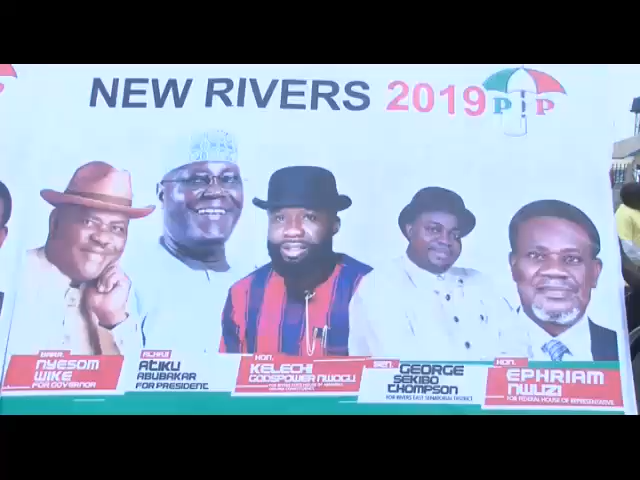 NEW RIVERS 2019
P P
BARR.
NYESOM
WIKE
FOR GOVERNOR
ALHAJI
ATIKU
ABUBAKAR
FOR PRESIDENT
HON.
KELECHI
GODSPOWER NWOGU
SEN.
GEORGE
SEKIBO
THOMPSON
FOR RIVERS EAST SENATORIAL DISTRICT
HON.
EPHRIAM
NWUZI
FOR FEDERAL HOUSE OF REPRESENTATIVE